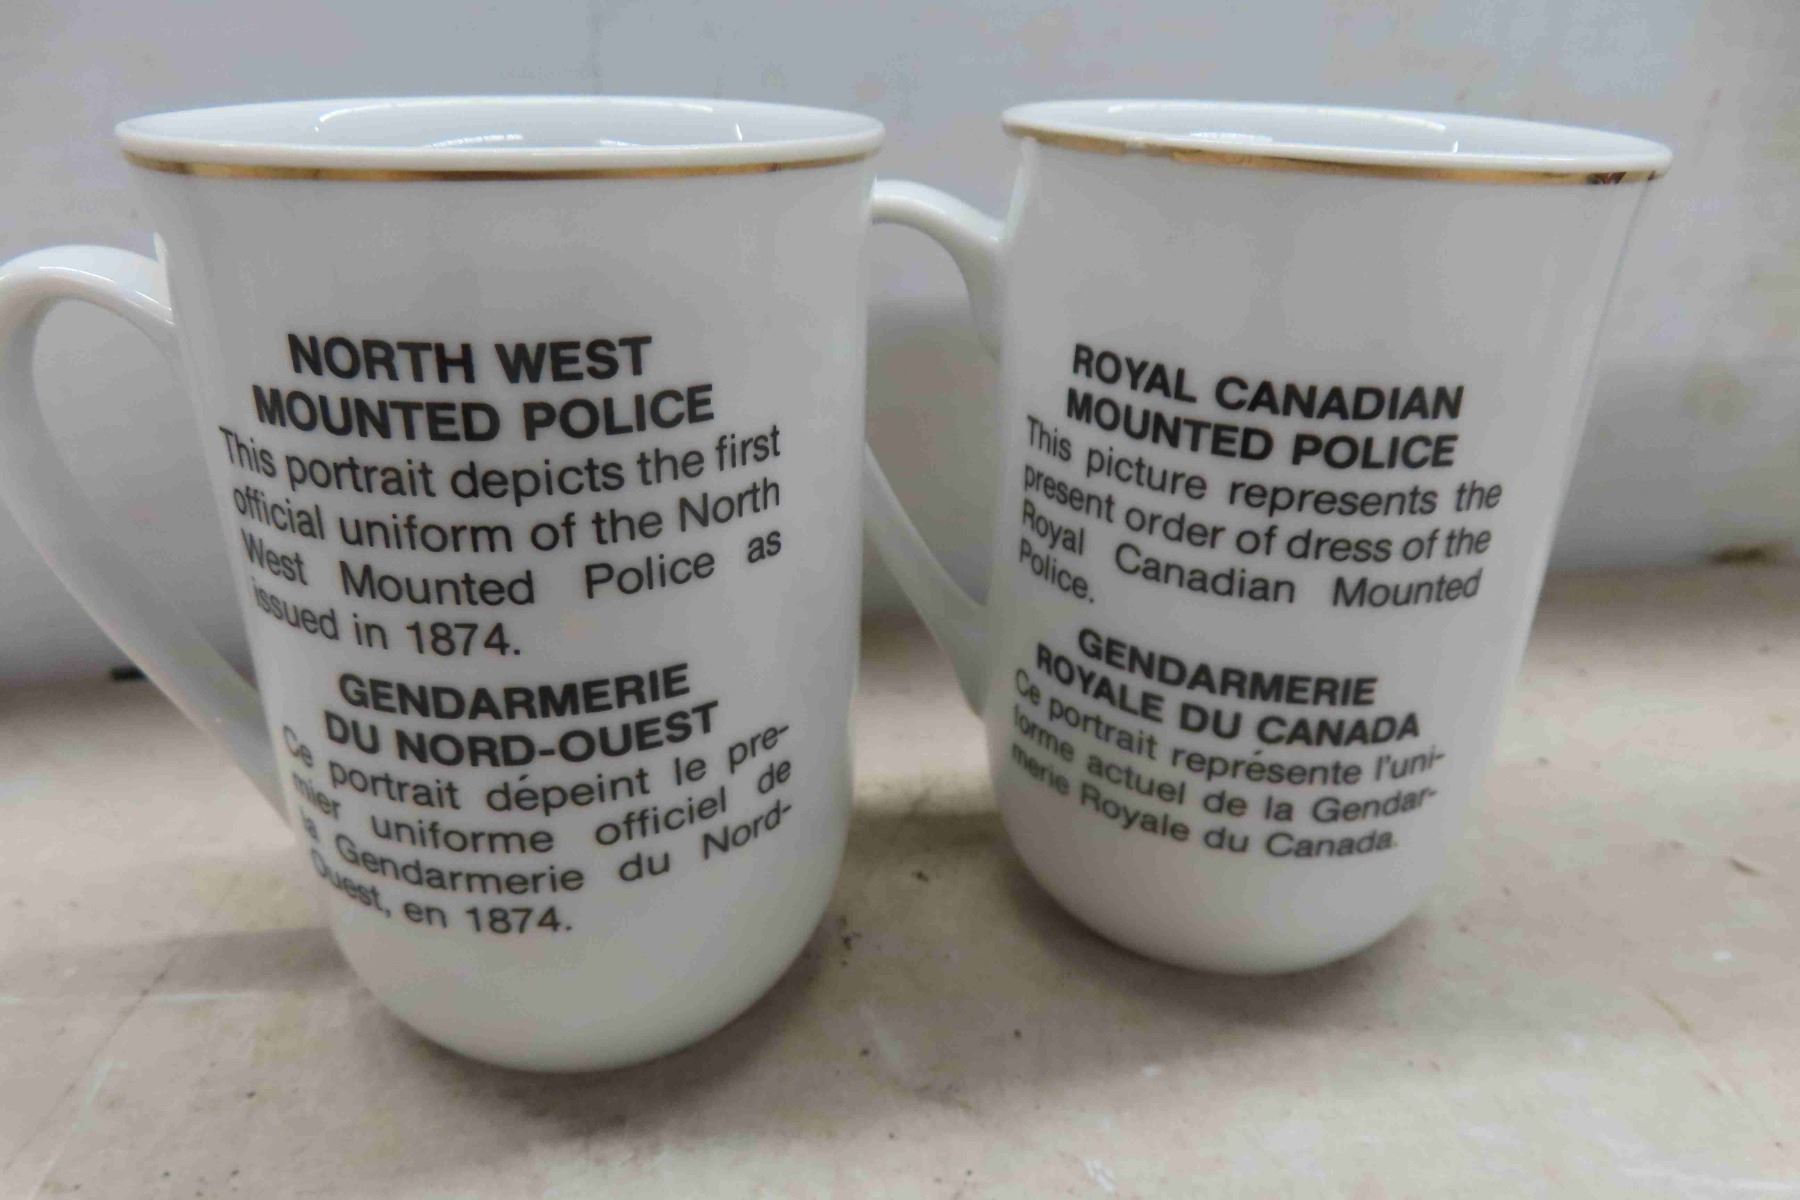 NORTH WEST
MOUNTED POLICE
This portrait depicts the first
official uniform of the North
West Mounted Police as
issued in 1874.
GENDARMERIE
DU NORD-OUEST
Ce portrait dépeint le pre-
mier uniforme officiel de
la Gendarmerie du Nord-
Ouest, en 1874.
ROYAL CANADIAN
MOUNTED POLICE
This picture represents the
present order of dress of the
Royal Canadian Mounted
Police.
GENDARMERIE
ROYALE DU CANADA
Ce portrait représente l'uni-
forme actuel de la Gendar-
merie Royale du Canada.